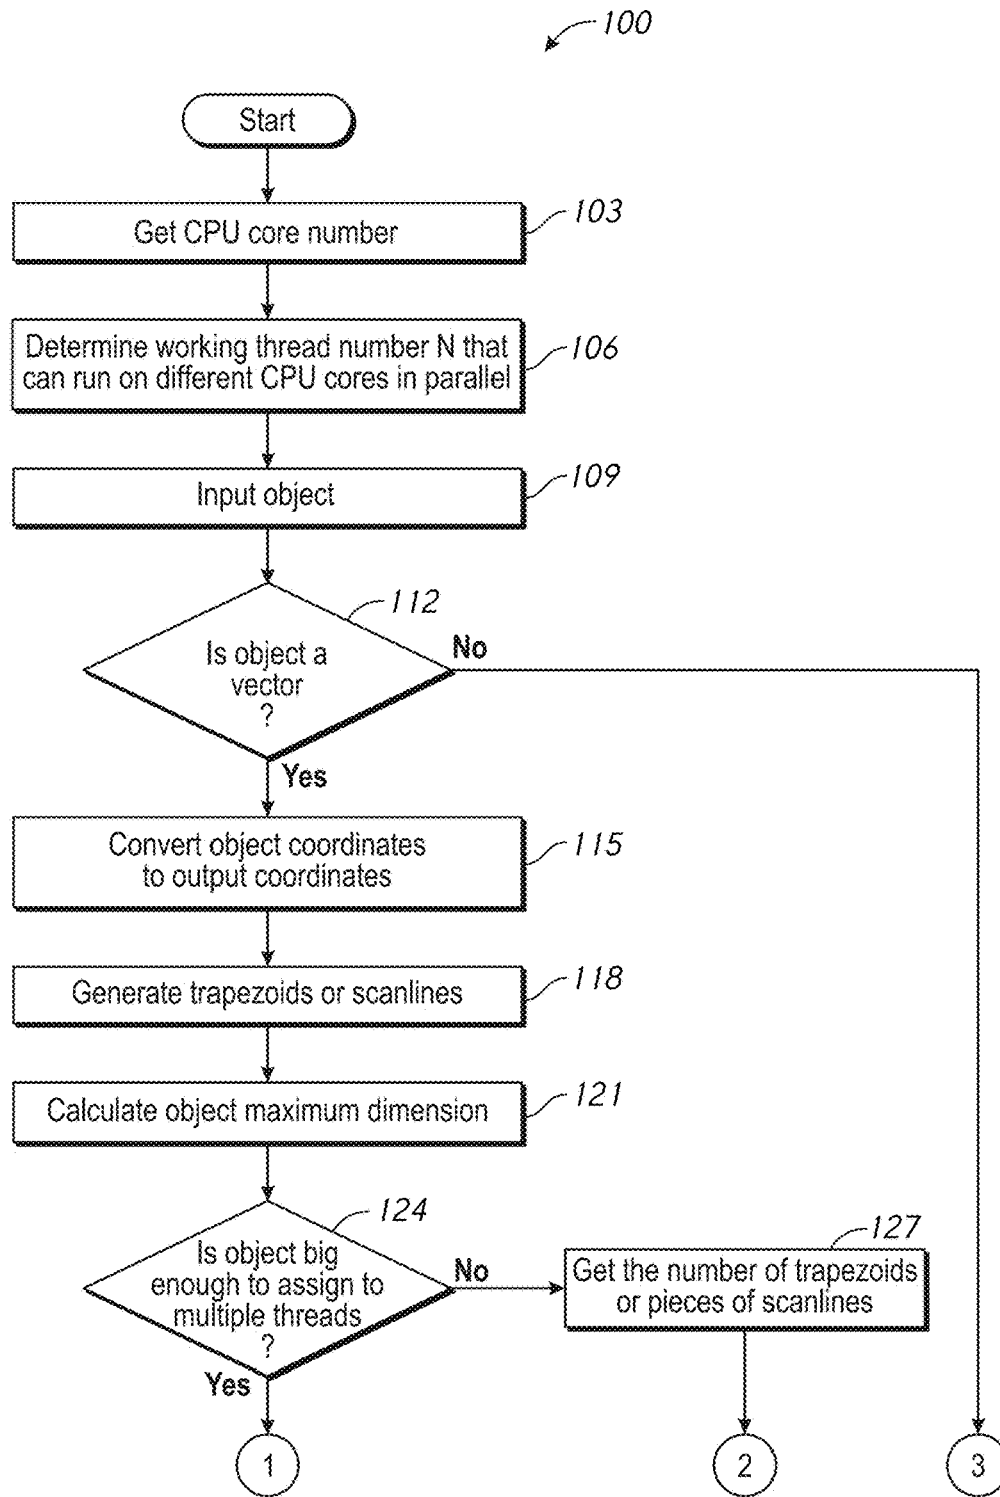 100
Start
Get CPU core number
103
Determine working thread number N that
can run on different CPU cores in parallel
106
Input object
109
112
Is object a
vector
?
No
Yes
Convert object coordinates
to output coordinates
115
Generate trapezoids or scanlines
118
Calculate object maximum dimension
121
124
Is object big
enough to assign to
multiple threads
?
No
Yes
127
Get the number of trapezoids
or pieces of scanlines
1
2
3